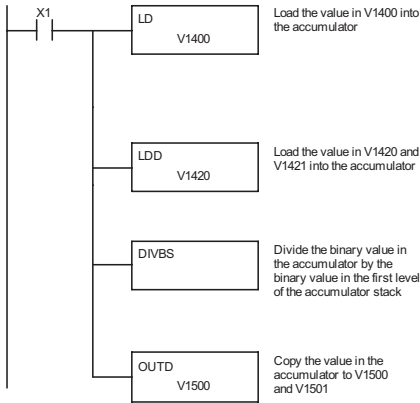 X1
LD
V1400
Load the value in V1400 into
the accumulator
LDD
V1420
Load the value in V1420 and
V1421 into the accumulator
DIVBS
Divide the binary value in
the accumulator by the
binary value in the first level
of the accumulator stack
OUTD
V1500
Copy the value in the
accumulator to V1500
and V1501